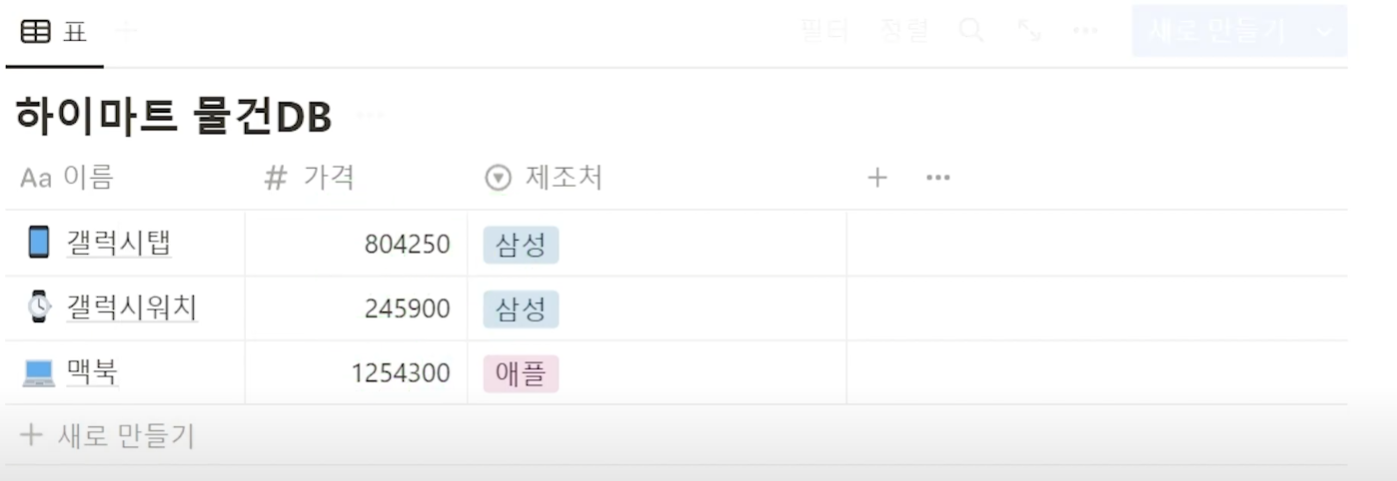 표 필터 정렬 새로 만들기
하이마트 물건DB
Aa 이름 # 가격 제조처
갤럭시탭 804250 삼성
갤럭시워치 245900 삼성
맥북 1254300 애플
+ 새로 만들기